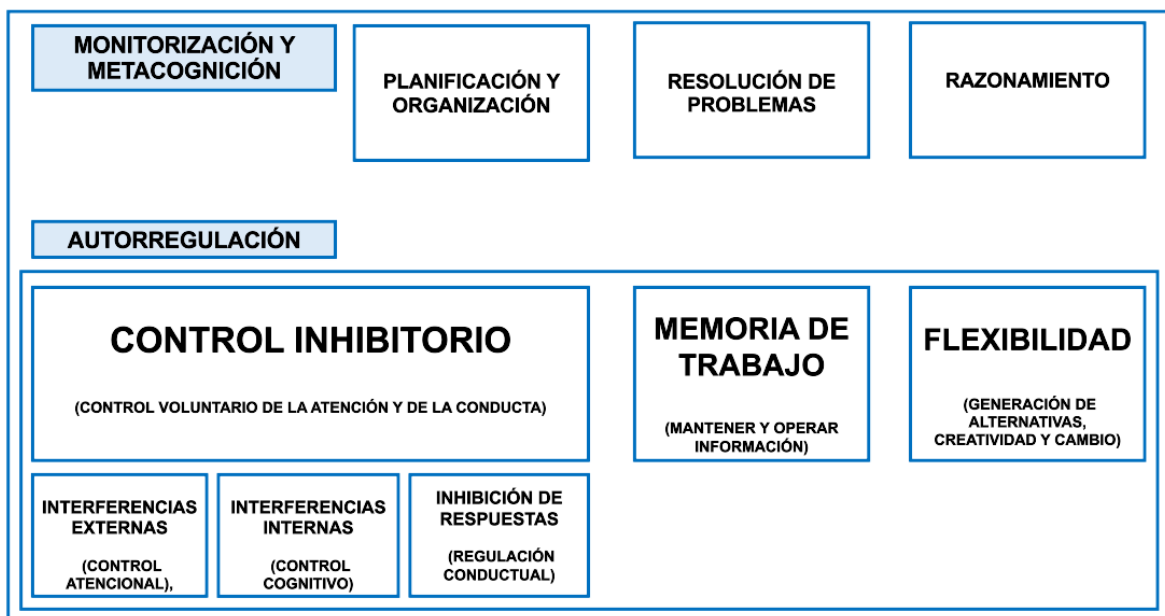 MONITORIZACIÓN Y
METACOGNICIÓN
PLANIFICACIÓN Y
ORGANIZACIÓN
RESOLUCIÓN DE
PROBLEMAS
RAZONAMIENTO
AUTORREGULACIÓN
CONTROL INHIBITORIO
(CONTROL VOLUNTARIO DE LA ATENCIÓN Y DE LA CONDUCTA)
MEMORIA DE
TRABAJO
(MANTENER Y OPERAR
INFORMACIÓN)
FLEXIBILIDAD
(GENERACIÓN DE
ALTERNATIVAS,
CREATIVIDAD Y CAMBIO)
INTERFERENCIAS
EXTERNAS
(CONTROL
ATENCIONAL),
INTERFERENCIAS
INTERNAS
(CONTROL
COGNITIVO)
INHIBICIÓN DE
RESPUESTAS
(REGULACIÓN
CONDUCTUAL)